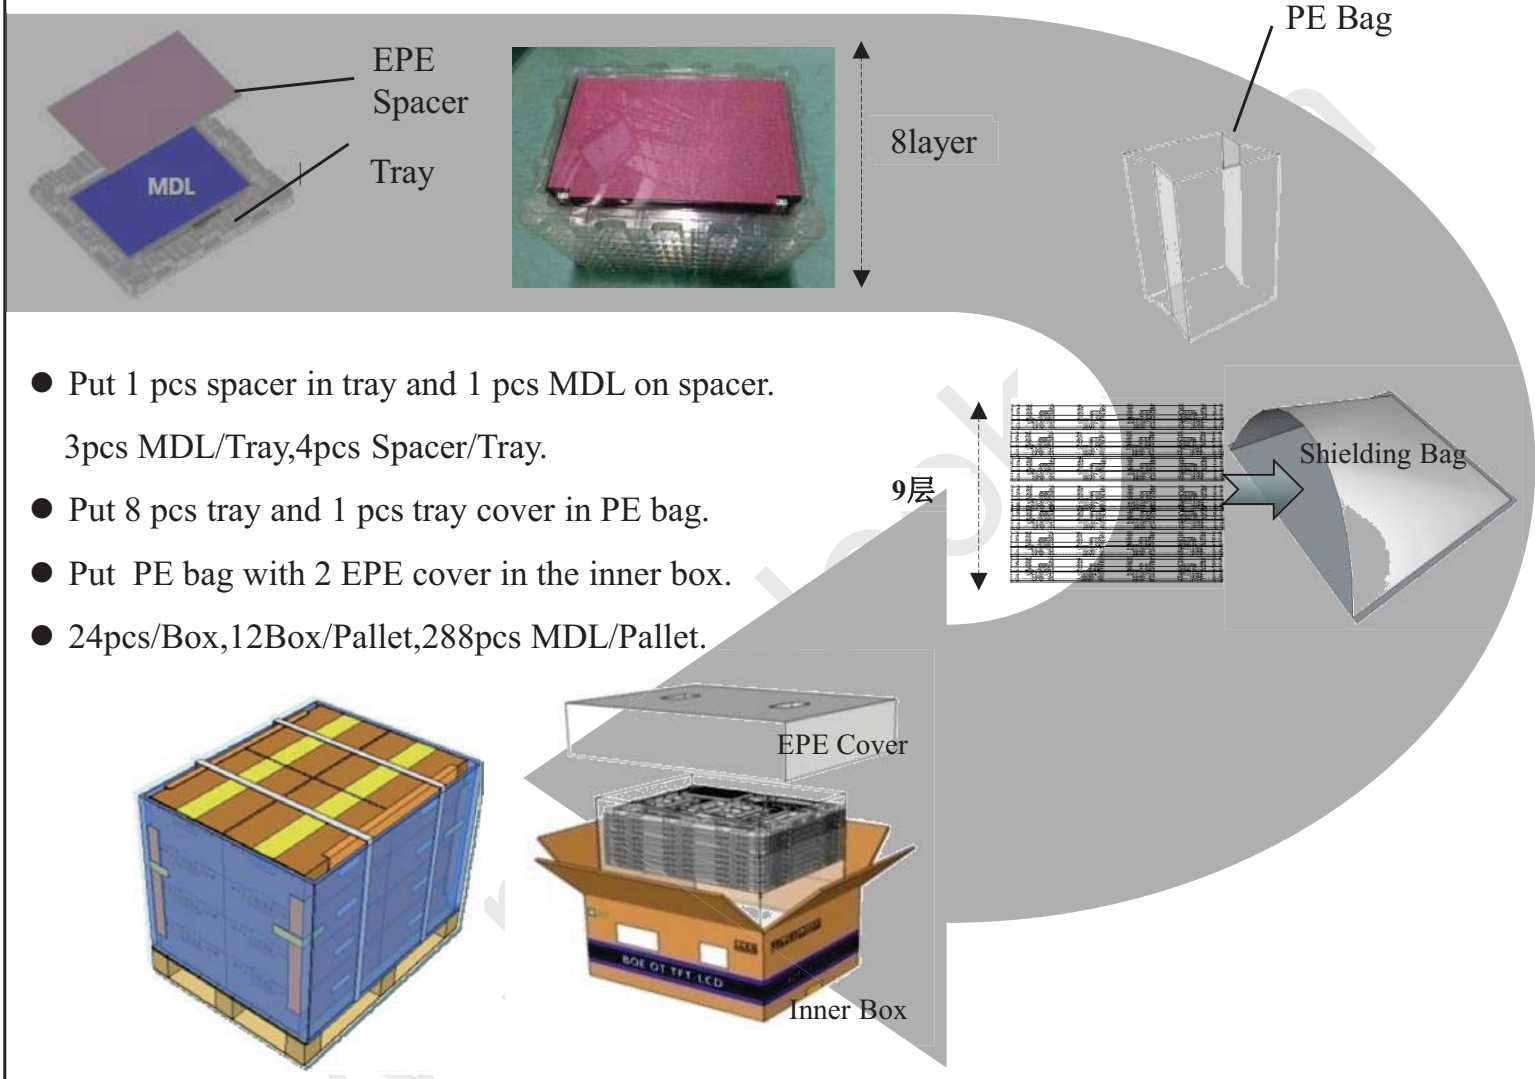 PE Bag
EPE
Spacer
Tray
MDL
8layer
● Put 1 pcs spacer in tray and 1 pcs MDL on spacer.
3pcs MDL/Tray,4pcs Spacer/Tray.
● Put 8 pcs tray and 1 pcs tray cover in PE bag.
● Put PE bag with 2 EPE cover in the inner box.
● 24pcs/Box,12Box/Pallet,288pcs MDL/Pallet.
9层
Shielding Bag
EPE Cover
BOE OT TFT-LCD
Inner Box